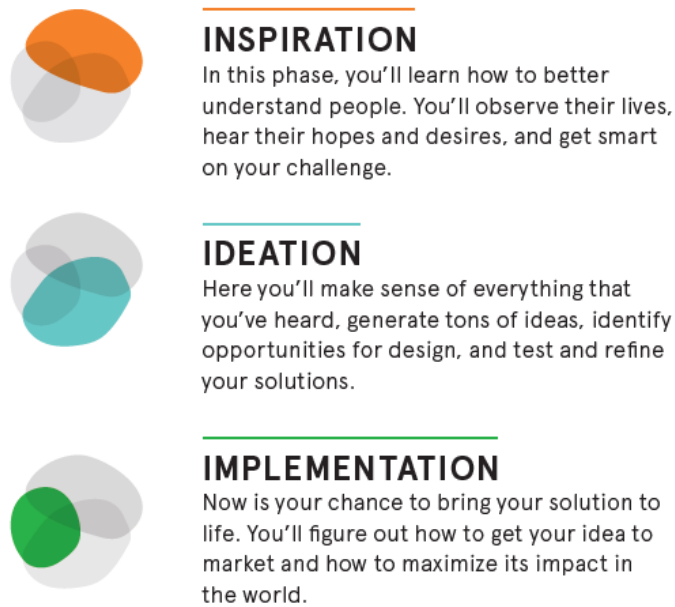 INSPIRATION
In this phase, you'll learn how to better
understand people. You'll observe their lives,
hear their hopes and desires, and get smart
on your challenge.
IDEATION
Here you'll make sense of everything that
you've heard, generate tons of ideas, identify
opportunities for design, and test and refine
your solutions.
IMPLEMENTATION
Now is your chance to bring your solution to
life. You'll figure out how to get your idea to
market and how to maximize its impact in
the world.